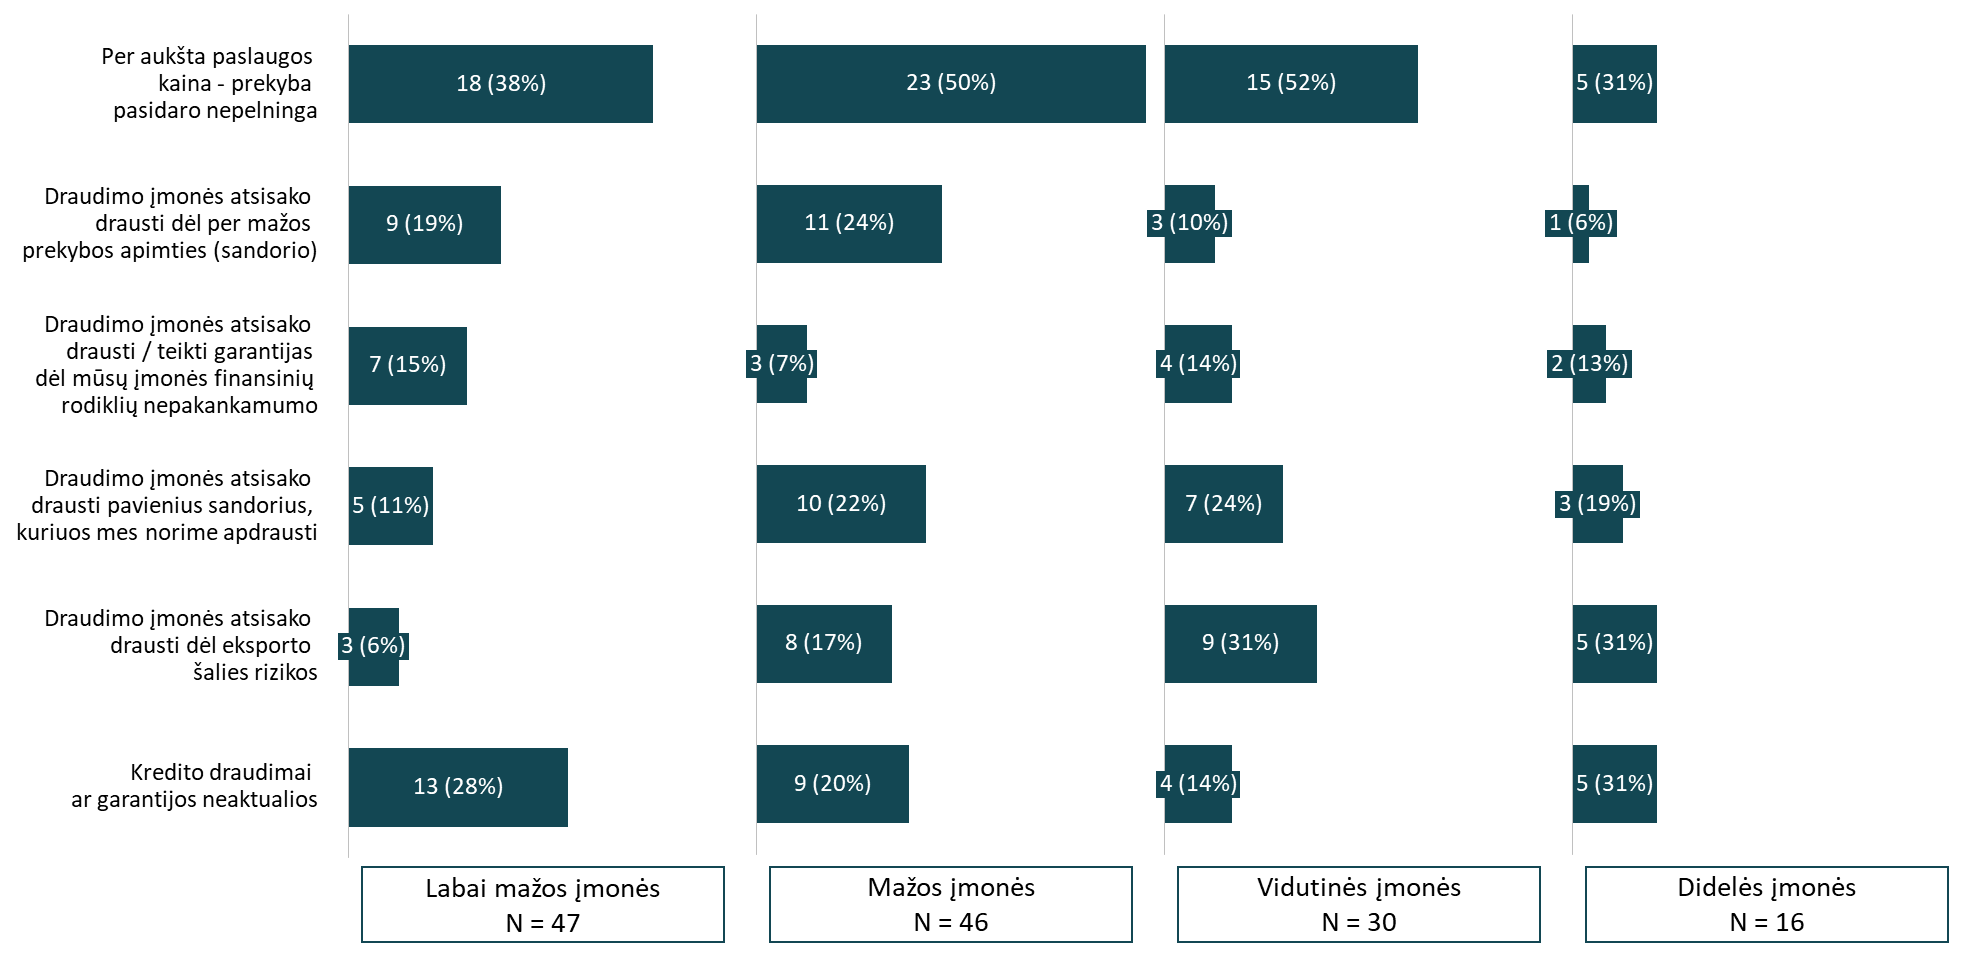 Per aukšta paslaugos
kaina - prekyba
pasidaro nepelninga
18 (38%)
23 (50%)
15 (52%)
5 (31%)
Draudimo įmonės atsisako
drausti dėl per mažos
prekybos apimties (sandorio)
9 (19%)
11 (24%)
3 (10%)
1 (6%)
Draudimo įmonės atsisako
drausti / teikti garantijas
dėl mūsų įmonės finansinių
rodiklių nepakankamumo
7 (15%)
3 (7%)
4 (14%)
2 (13%)
Draudimo įmonės atsisako
drausti pavienius sandorius,
kuriuos mes norime apdrausti
5 (11%)
10 (22%)
7 (24%)
3 (19%)
Draudimo įmonės atsisako
drausti dėl eksporto
šalies rizikos
3 (6%)
8 (17%)
9 (31%)
5 (31%)
Kredito draudimai
ar garantijos neaktualios
13 (28%)
9 (20%)
4 (14%)
5 (31%)
Labai mažos įmonės
N = 47
Mažos įmonės
N = 46
Vidutinės įmonės
N = 30
Didelės įmonės
N = 16